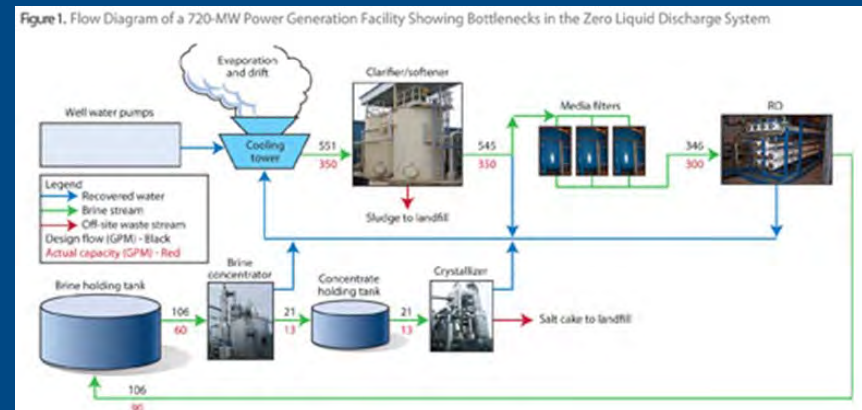 Figure 1. Flow Diagram of a 720-MW Power Generation Facility Showing Bottlenecks in the Zero Liquid Discharge System
Evaporation
and drift
Clarifier/softener
Well water pumps
Media filters
RO
Cooling
tower
551
350
545
350
346
300
Legend
Recovered water
Brine stream
Off-site waste stream
Design flow (GPM) - Black
Actual capacity (GPM) - Red
Sludge to landfill
Brine holding tank
Brine
concentrator
Concentrate
holding tank
Crystallizer
106
60
21
13
21
13
Salt cake to landfill
106
90